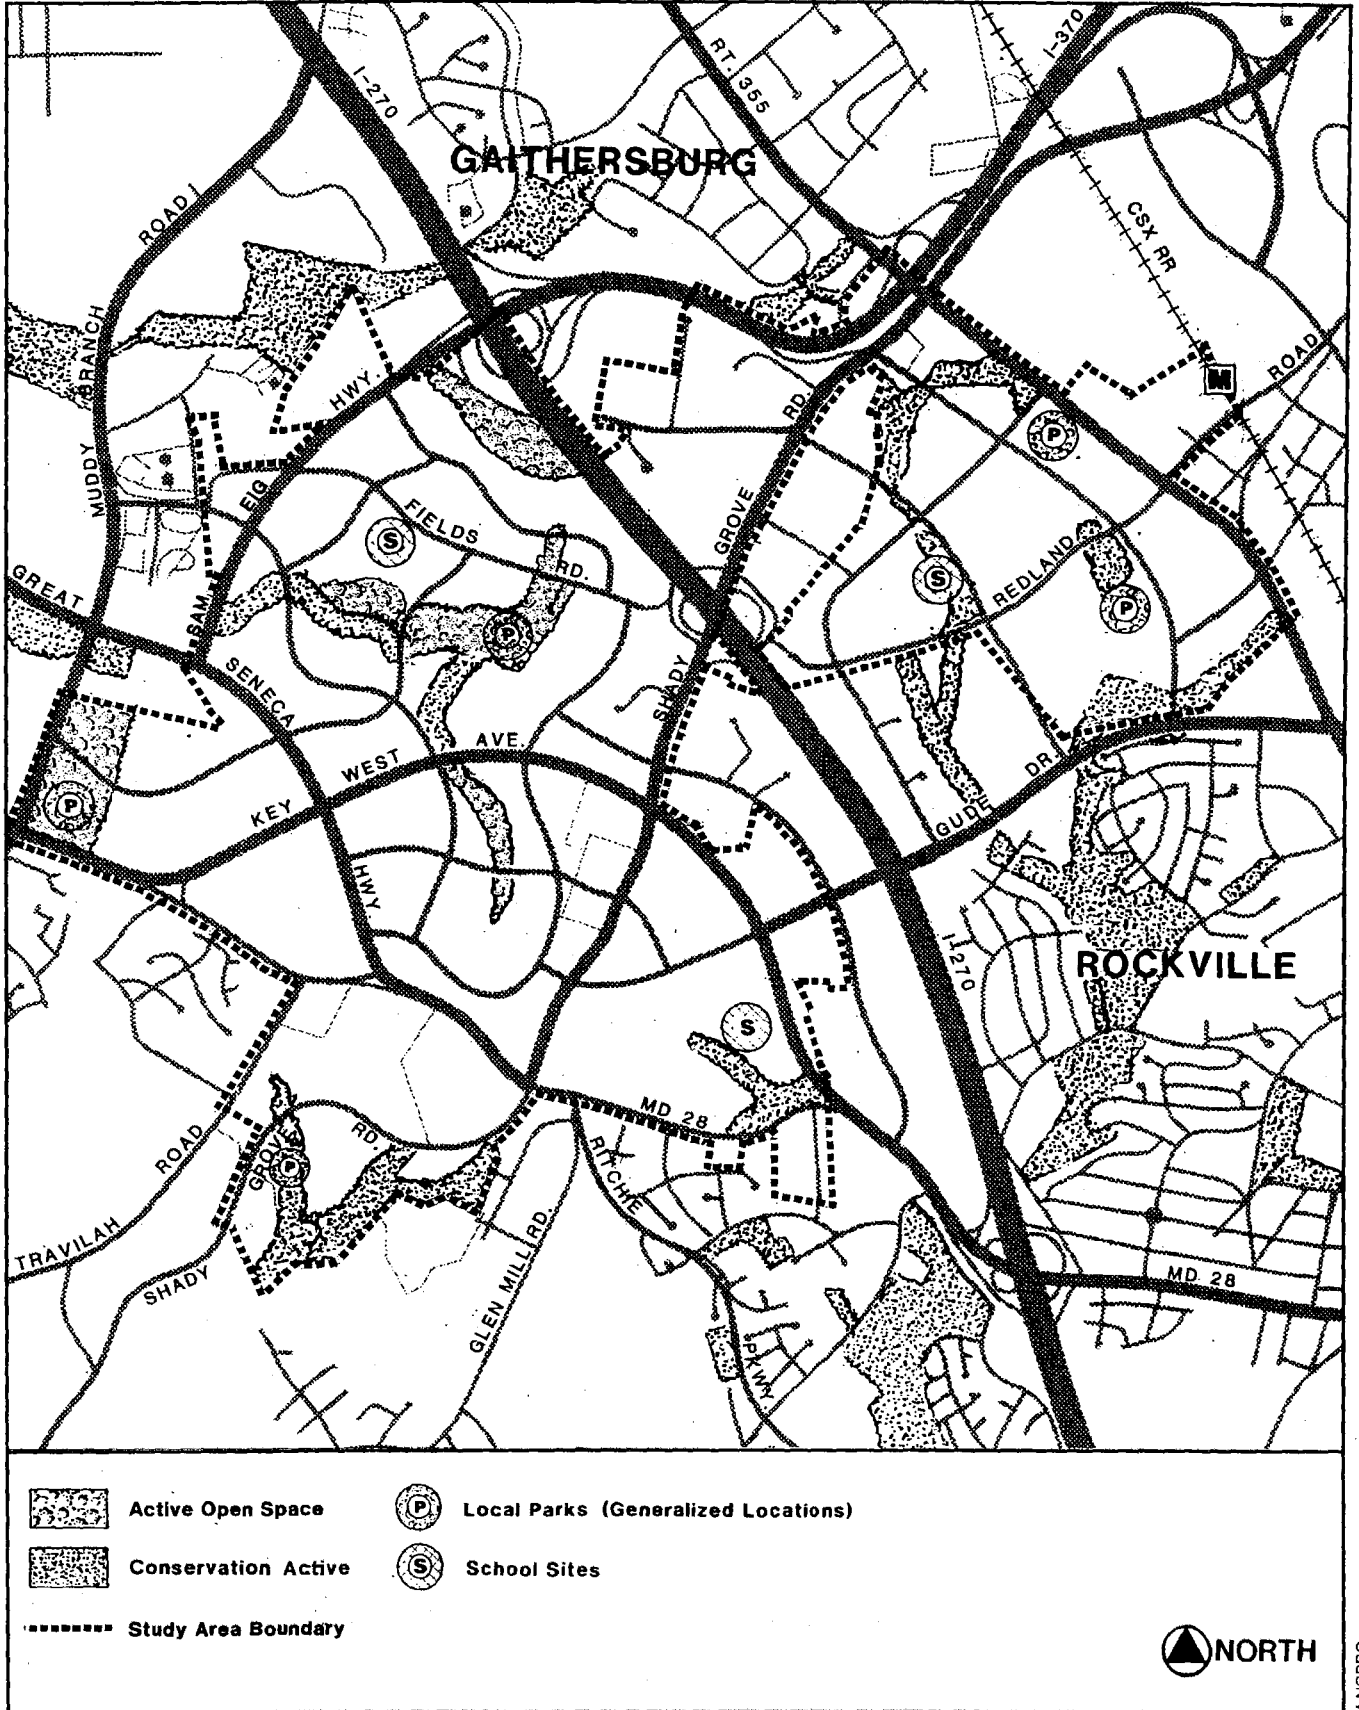 I-270
RT. 355
I-370
GAITHERSBURG
ROAD
CSX RR
BRANCH
HWY.
ROAD
M
RD.
P
MUDDY
EIG
FIELDS
GROVE
S
RD.
S
REDLAND
GREAT
SAM
P
P
SENECA
SHADY
AVE.
WEST
DR.
P
KEY
GUDE
HWY
I-270
ROCKVILLE
S
MD 28
RD.
ROAD
GROVE
P
RITCHIE
TRAVILAH
GLEN MILL RD.
SHADY
MD 28
PKWY
Active Open Space
P Local Parks (Generalized Locations)
Conservation Active
S School Sites
Study Area Boundary
NORTH